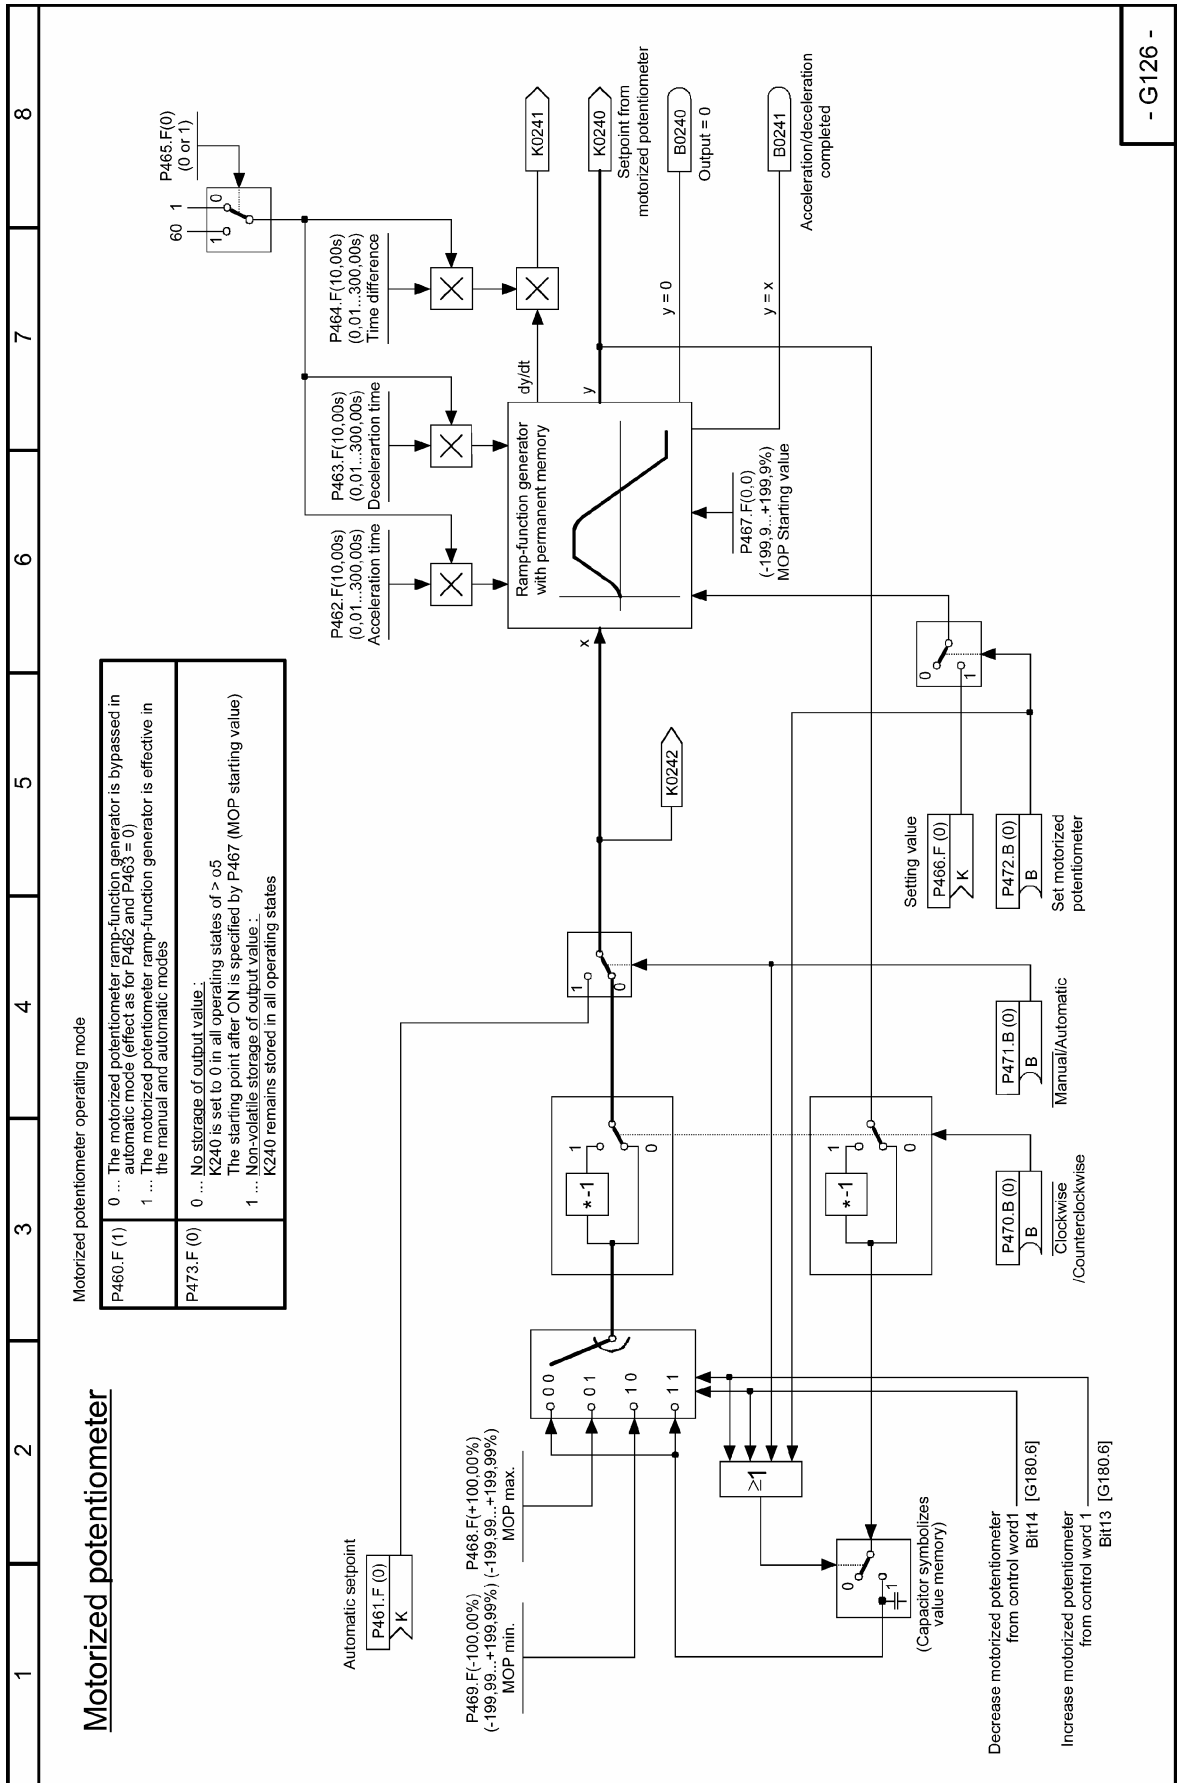 1
2
3
4
5
6
7
8
Motorized potentiometer
Motorized potentiometer operating mode
P460.F (1)
0 ... The motorized potentiometer ramp-function generator is bypassed in
automatic mode (effect as for P462 and P463 = 0)
1 ... The motorized potentiometer ramp-function generator is effective in
the manual and automatic modes
P473.F (0)
0 ... No storage of output value :
K240 is set to 0 in all operating states of > o5
The starting point after ON is specified by P467 (MOP starting value)
1 ... Non-volatile storage of output value :
K240 remains stored in all operating states
P465.F(0)
(0 or 1)
60
1
1
0
P462.F(10,00s)
(0,01...300,00s)
Acceleration time
P463.F(10,00s)
(0,01...300,00s)
Decelerartion time
P464.F(10,00s)
(0,01...300,00s)
Time difference
Automatic setpoint
P461.F (0)
K
P469.F(-100,00%)
(-199,99...+199,99%)
MOP min.
P468.F(+100,00%)
(-199,99...+199,99%)
MOP max.
0 0
0 1
1 0
1 1
*-1
1
0
1
0
K0242
x
Ramp-function generator
with permanent memory
dy/dt
y
y = 0
y = x
K0241
K0240
Setpoint from
motorized potentiometer
B0240
Output = 0
B0241
Acceleration/deceleration
completed
P467.F(0,0)
(-199,9...+199,9%)
MOP Starting value
≥1
*-1
1
0
0
1
(Capacitor symbolizes
value memory)
0
1
Setting value
P466.F (0)
K
P472.B (0)
B
Set motorized
potentiometer
P471.B (0)
B
Manual/Automatic
P470.B (0)
B
Clockwise
/Counterclockwise
Decrease motorized potentiometer
from control word1
Bit14 [G180.6]
Increase motorized potentiometer
from control word 1
Bit13 [G180.6]
- G126 -